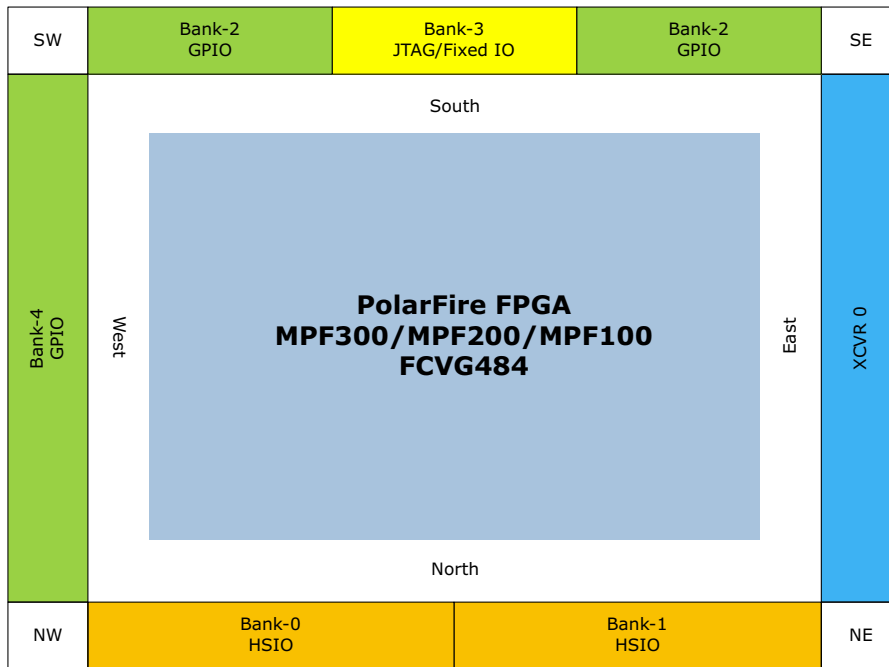 SW
Bank-2
GPIO
Bank-3
JTAG/Fixed IO
Bank-2
GPIO
SE
South
Bank-4
GPIO
West
PolarFire FPGA
MPF300/MPF200/MPF100
FCVG484
East
XCVR 0
North
NW
Bank-0
HSIO
Bank-1
HSIO
NE